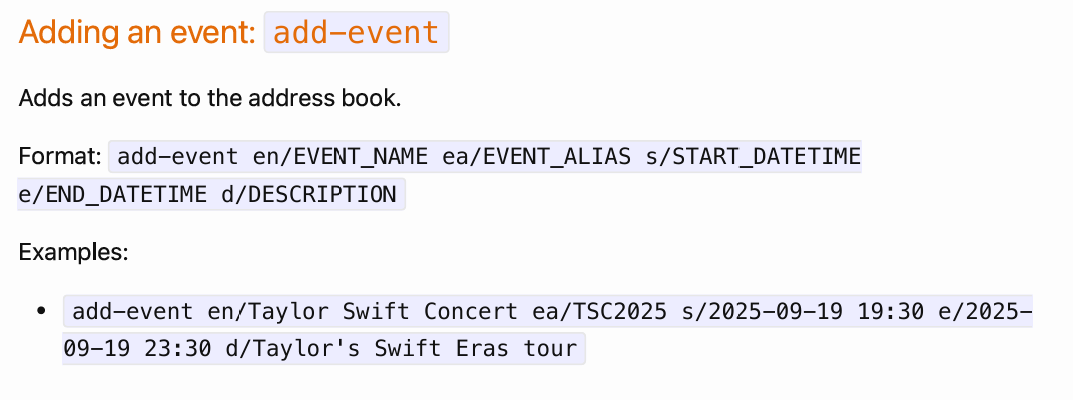 Adding an event: add-event
Adds an event to the address book.
Format: add-event en/EVENT_NAME ea/EVENT_ALIAS s/START_DATETIME
e/END_DATETIME d/DESCRIPTION
Examples:
• add-event en/Taylor Swift Concert ea/TSC2025 s/2025-09-19 19:30 e/2025-
09-19 23:30 d/Taylor's Swift Eras tour